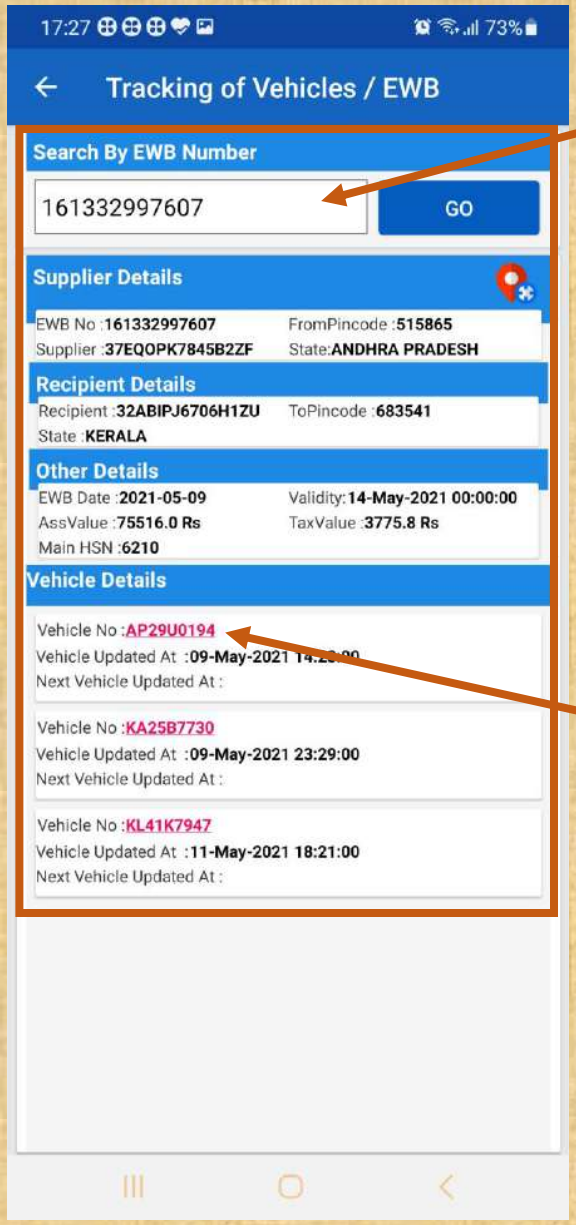 17:27 73%
Tracking of Vehicles / EWB
Search By EWB Number
161332997607 GO
Supplier Details
EWB No :161332997607 FromPincode :515865
Supplier :37EQOPK7845B2ZF State:ANDHRA PRADESH
Recipient Details
Recipient :32ABIPJ6706H1ZU ToPincode :683541
State :KERALA
Other Details
EWB Date :2021-05-09 Validity:14-May-2021 00:00:00
AssValue :75516.0 Rs TaxValue :3775.8 Rs
Main HSN :6210
Vehicle Details
Vehicle No :AP29U0194
Vehicle Updated At :09-May-2021
Next Vehicle Updated At :
Vehicle No :KA25B7730
Vehicle Updated At :09-May-2021 23:29:00
Next Vehicle Updated At :
Vehicle No :KL41K7947
Vehicle Updated At :11-May-2021 18:21:00
Next Vehicle Updated At :